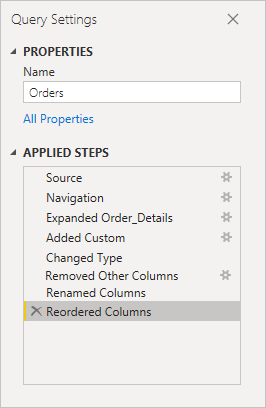 Query Settings
PROPERTIES
Name
Orders
All Properties
APPLIED STEPS
Source
Navigation
Expanded Order_Details
Added Custom
Changed Type
Removed Other Columns
Renamed Columns
Reordered Columns